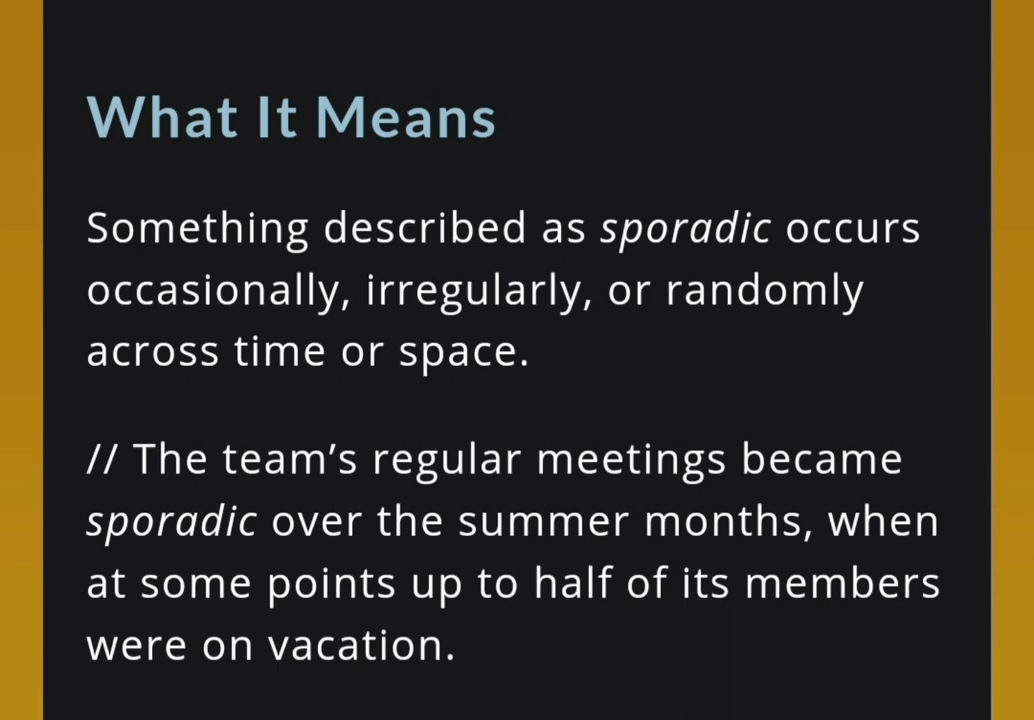 What It Means
Something described as sporadic occurs
occasionally, irregularly, or randomly
across time or space.
// The team’s regular meetings became
sporadic over the summer months, when
at some points up to half of its members
were on vacation.